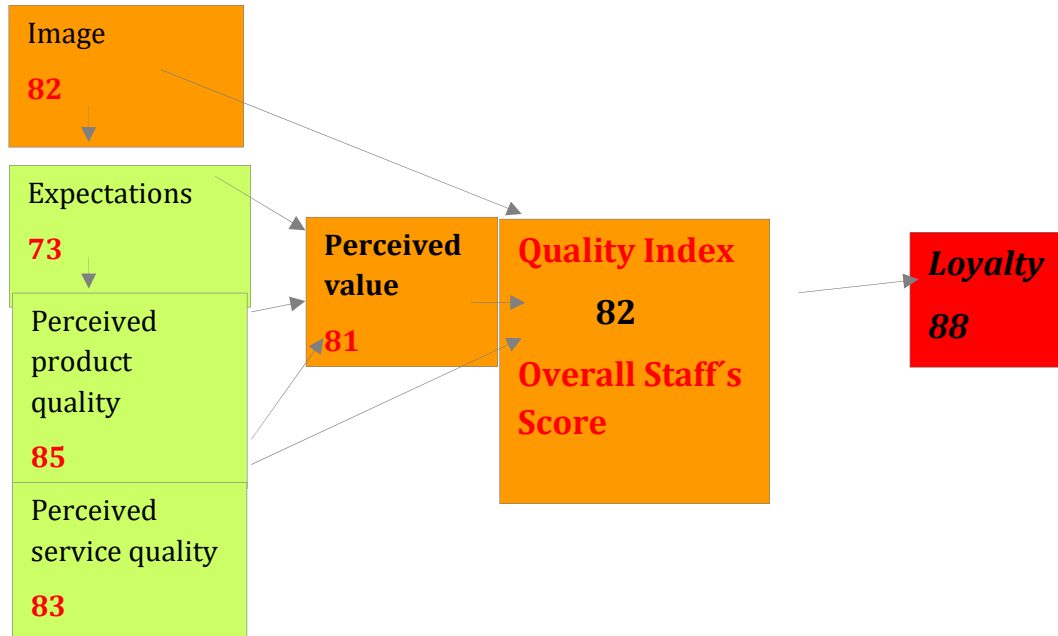 Image
82
Expectations
73
Perceived
product
quality
85
Perceived
service quality
83
Perceived
value
81
Quality Index
82
Overall Staff´s
Score
Loyalty
88